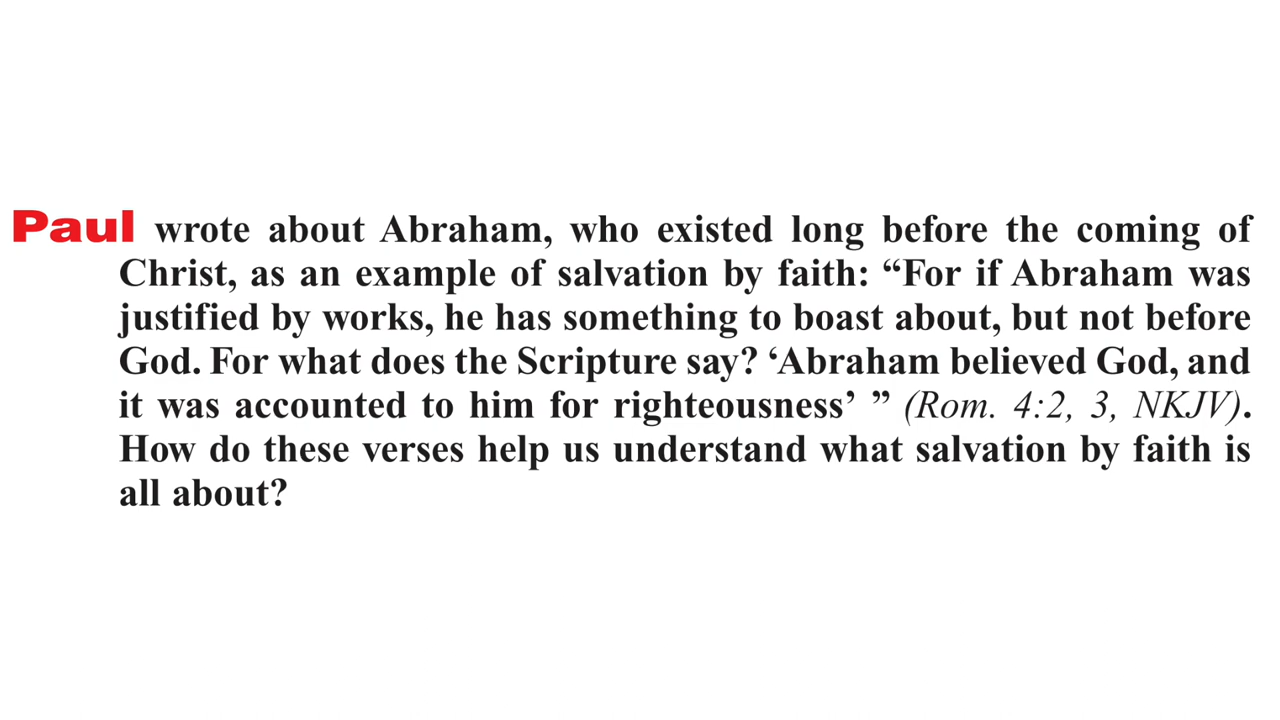 Paul wrote about Abraham, who existed long before the coming of
Christ, as an example of salvation by faith: “For if Abraham was
justified by works, he has something to boast about, but not before
God. For what does the Scripture say? ‘Abraham believed God, and
it was accounted to him for righteousness’ ” (Rom. 4:2, 3, NKJV).
How do these verses help us understand what salvation by faith is
all about?